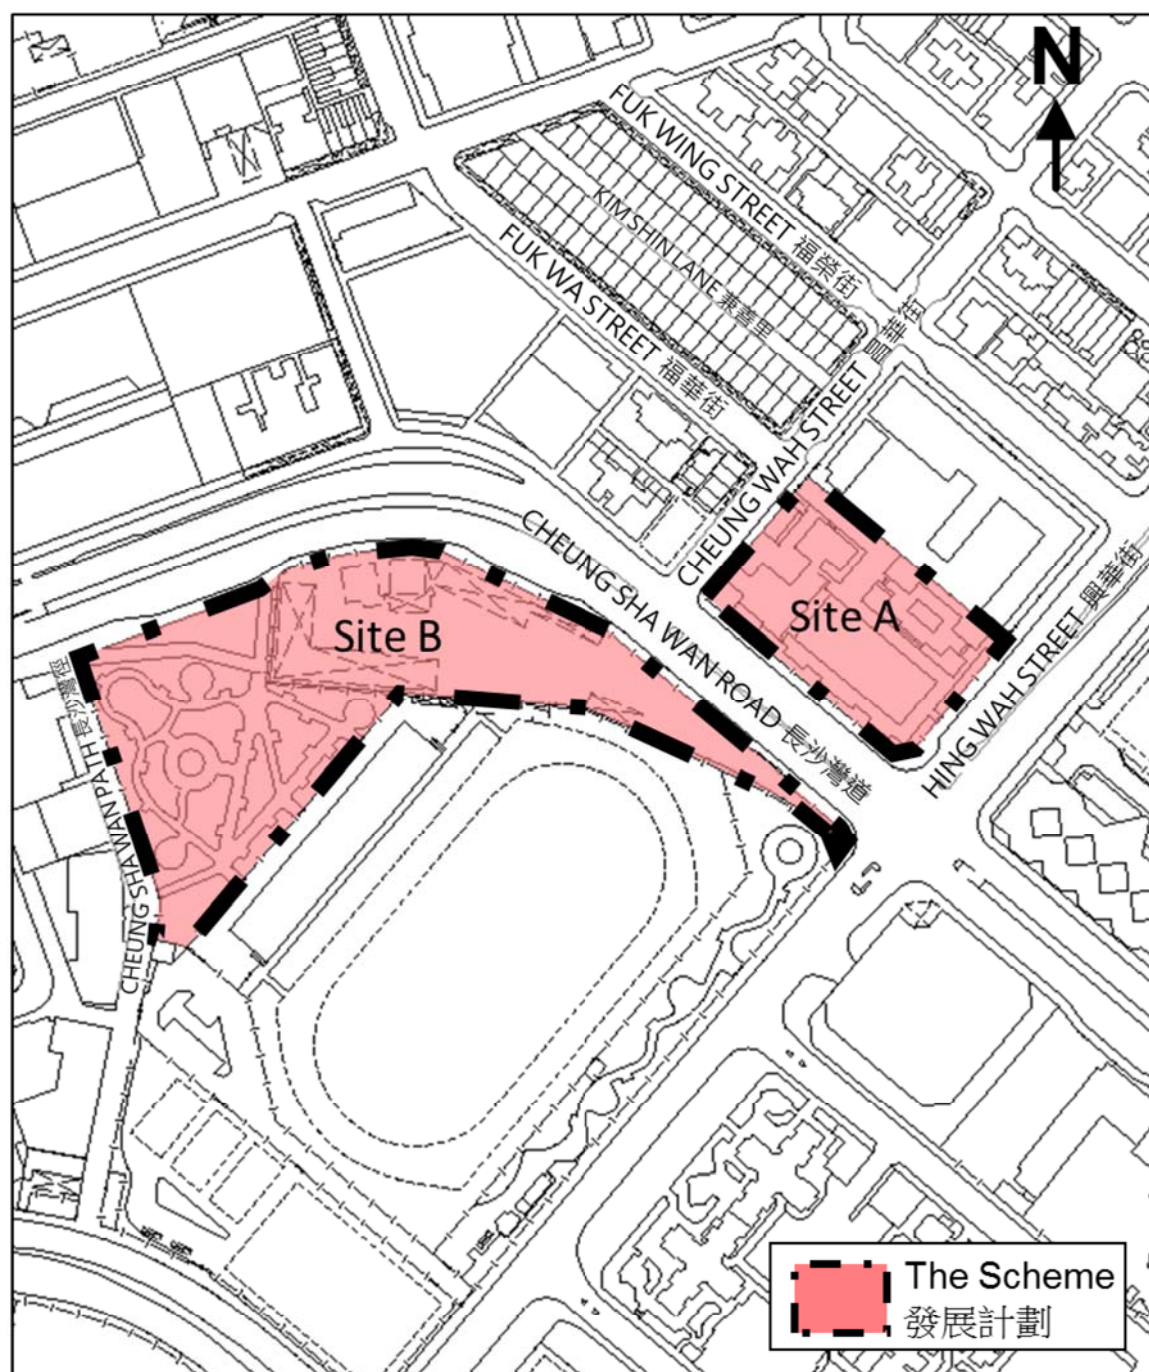 N
FUK WING STREET 福榮街
KIM SHIN LANE 兼善里
FUK WA STREET 福華街
CHEUNG WAH STREET 昌華街
CHEUNG SHA WAN ROAD 長沙灣道
HING WAH STREET 興華街
Site A
Site B
CHEUNG SHA WAN PATH 長沙灣徑
The Scheme
發展計劃